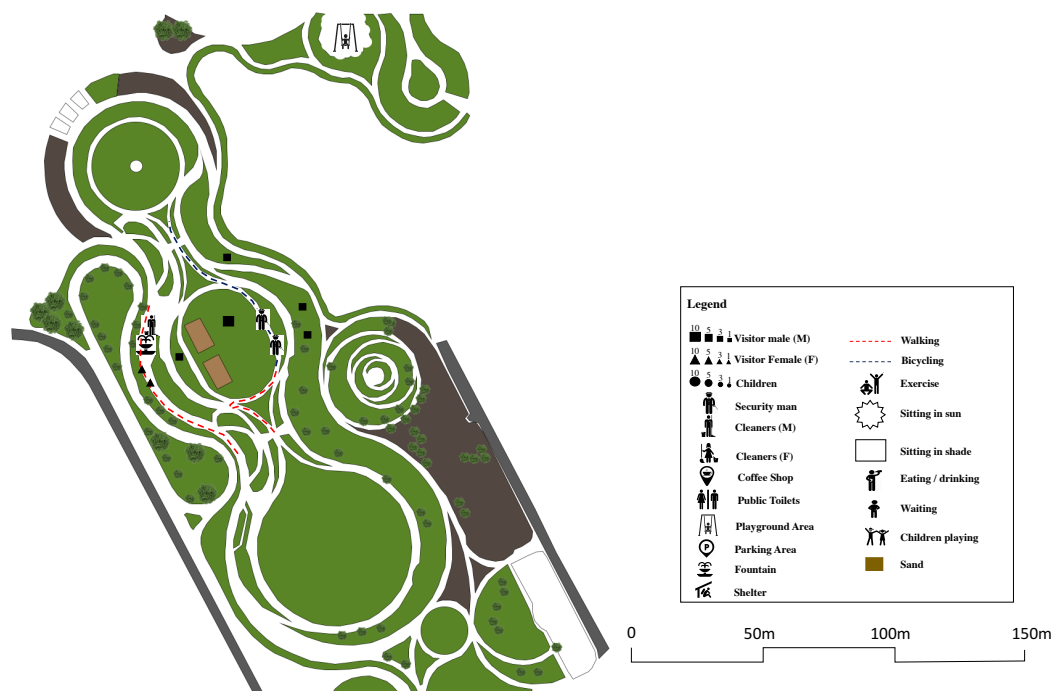 Legend
10 5 3 1 Visitor male (M)
10 5 3 1 Visitor Female (F)
10 5 3 1 Children
Security man
Cleaners (M)
Cleaners (F)
Coffee Shop
Public Toilets
Playground Area
P Parking Area
Fountain
Shelter
Walking
Bicycling
Exercise
Sitting in sun
Sitting in shade
Eating / drinking
Waiting
Children playing
Sand
0 50m 100m 150m